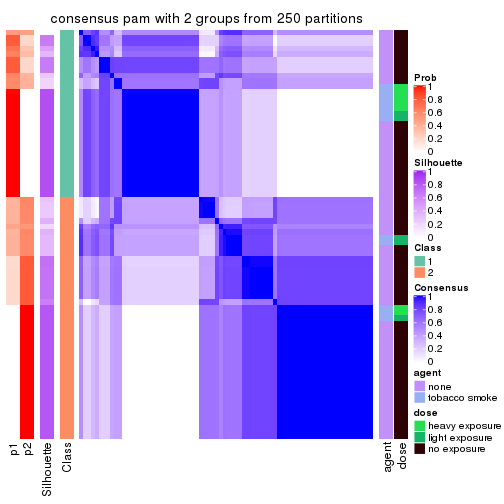 consensus pam with 2 groups from 250 partitions
Prob
1
0.8
0.6
0.4
0.2
0
Silhouette
1
0.8
0.6
0.4
0.2
0
Class
1
2
Consensus
1
0.8
0.6
0.4
0.2
0
agent
none
tobacco smoke
dose
heavy exposure
light exposure
no exposure
p1
p2
Silhouette
Class
agent
dose